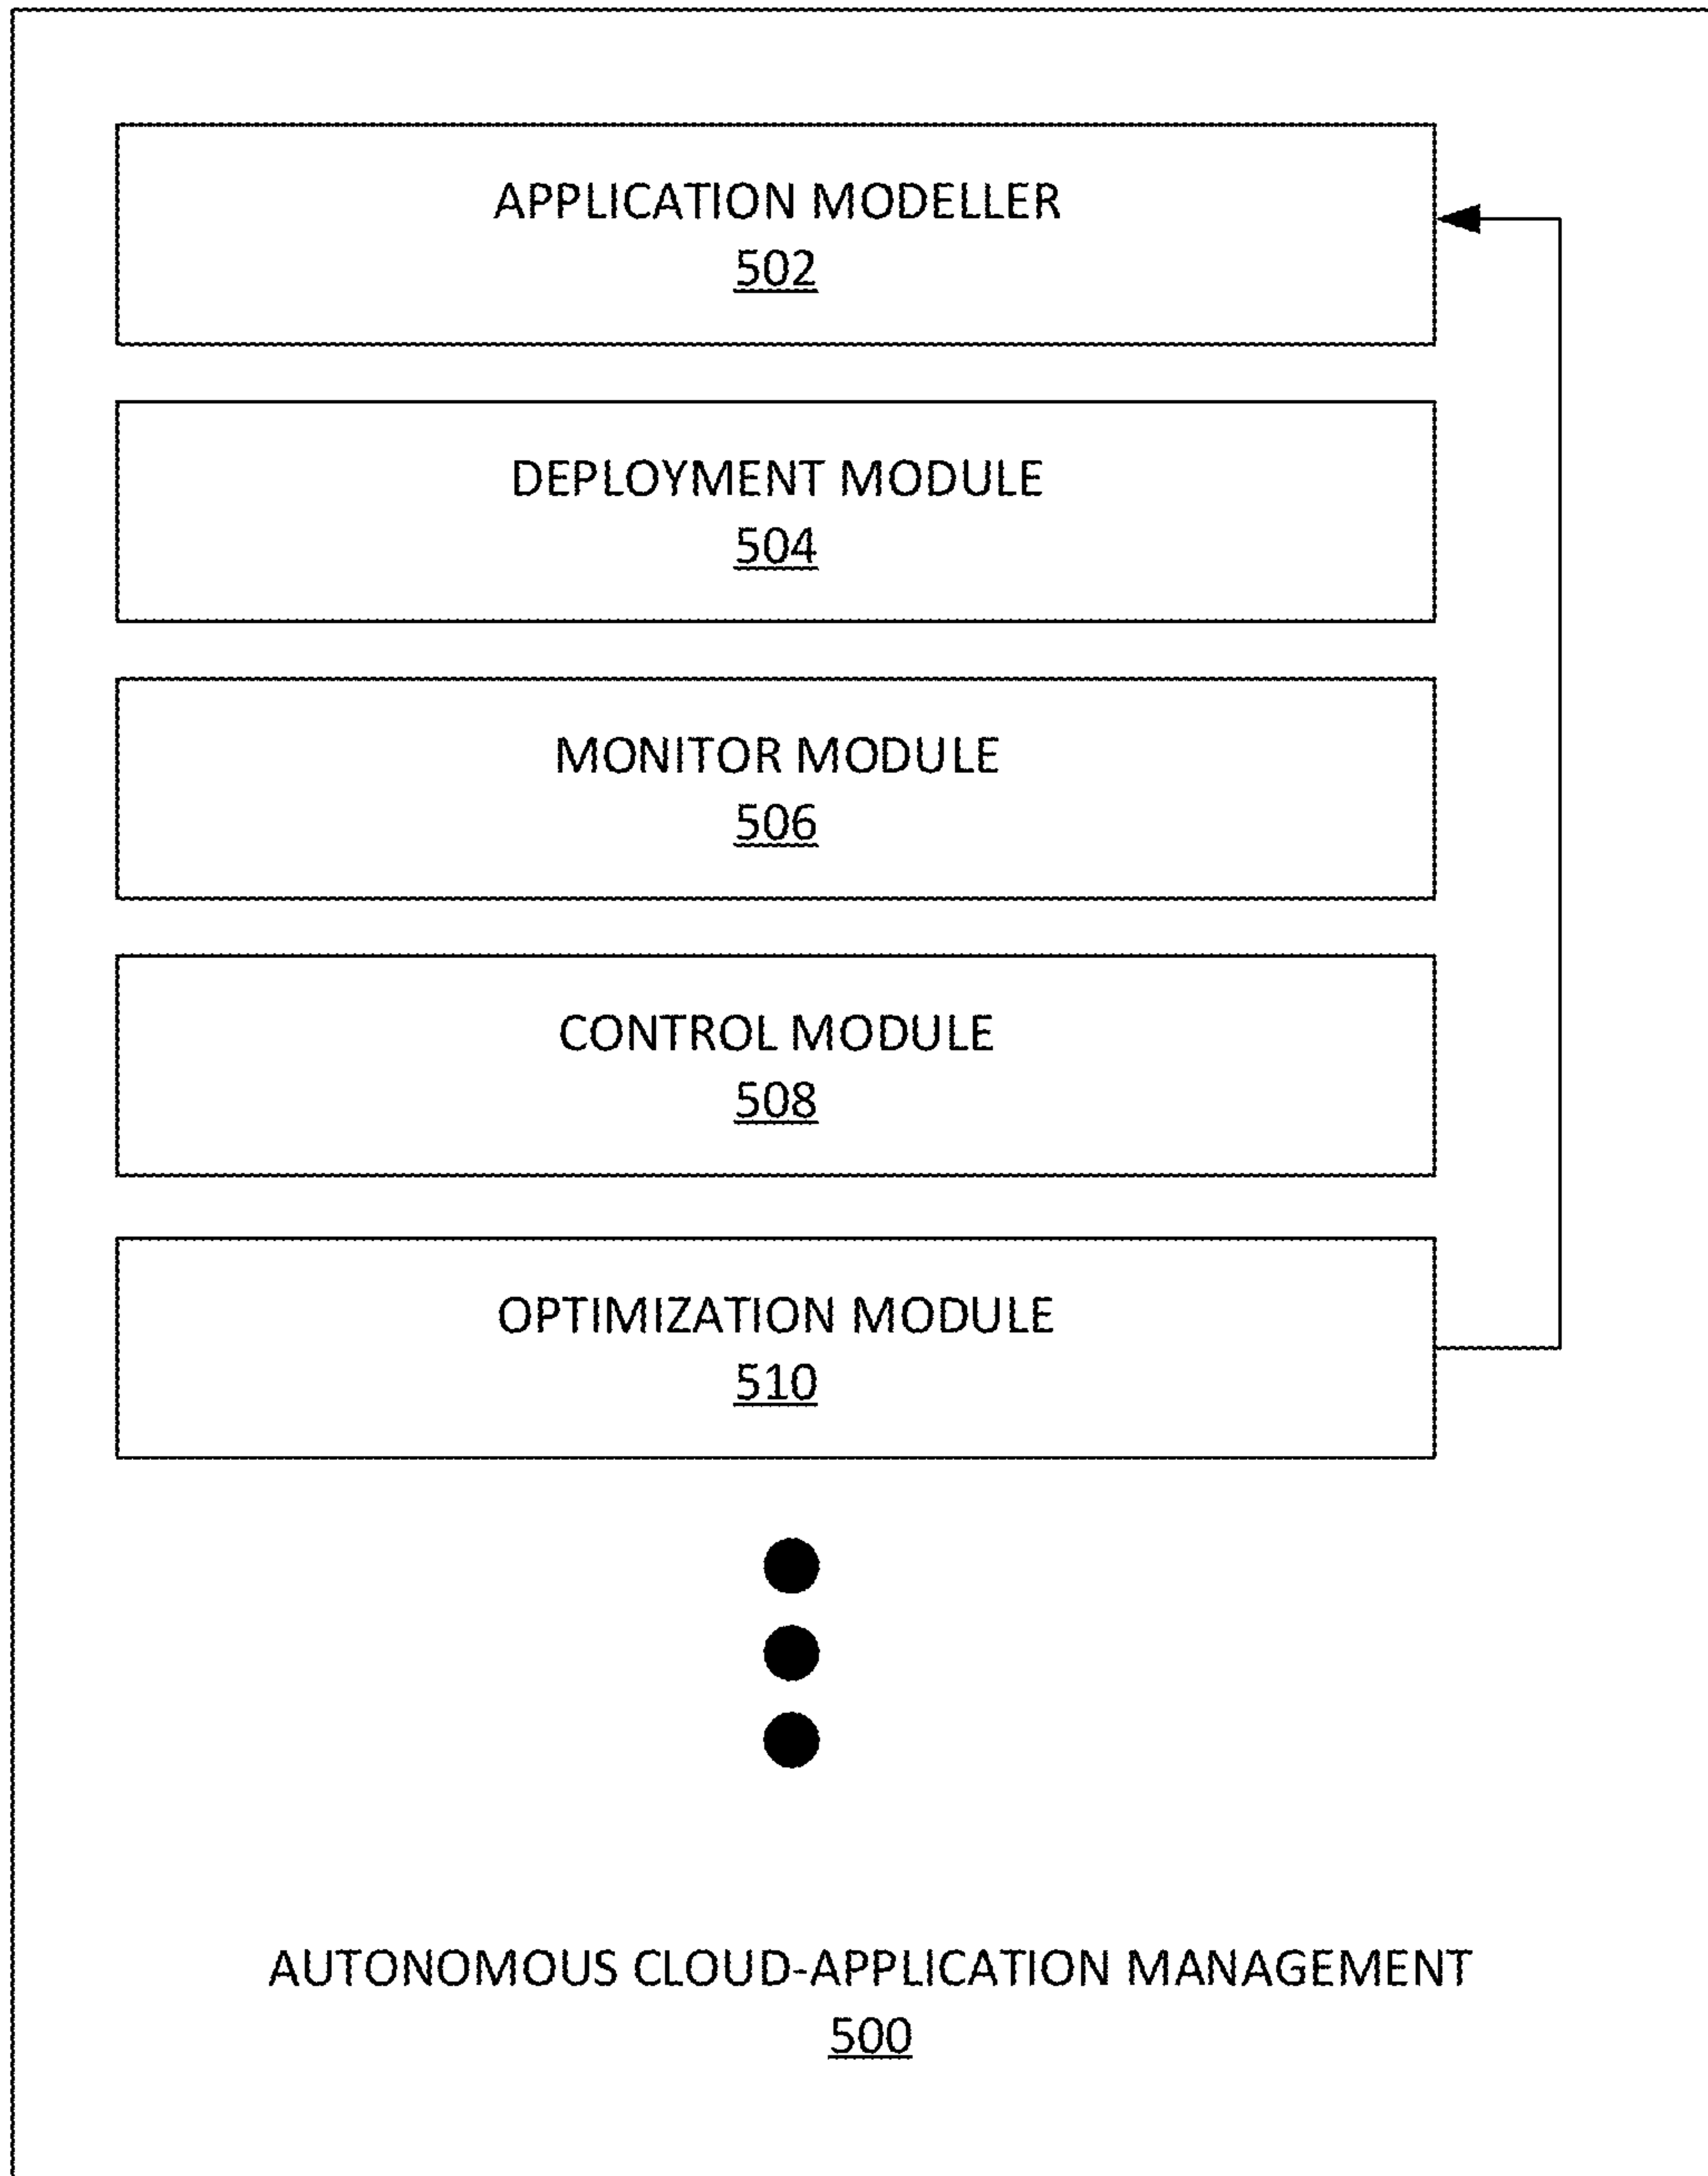 APPLICATION MODELLER
502
DEPLOYMENT MODULE
504
MONITOR MODULE
506
CONTROL MODULE
508
OPTIMIZATION MODULE
510
AUTONOMOUS CLOUD-APPLICATION MANAGEMENT
500